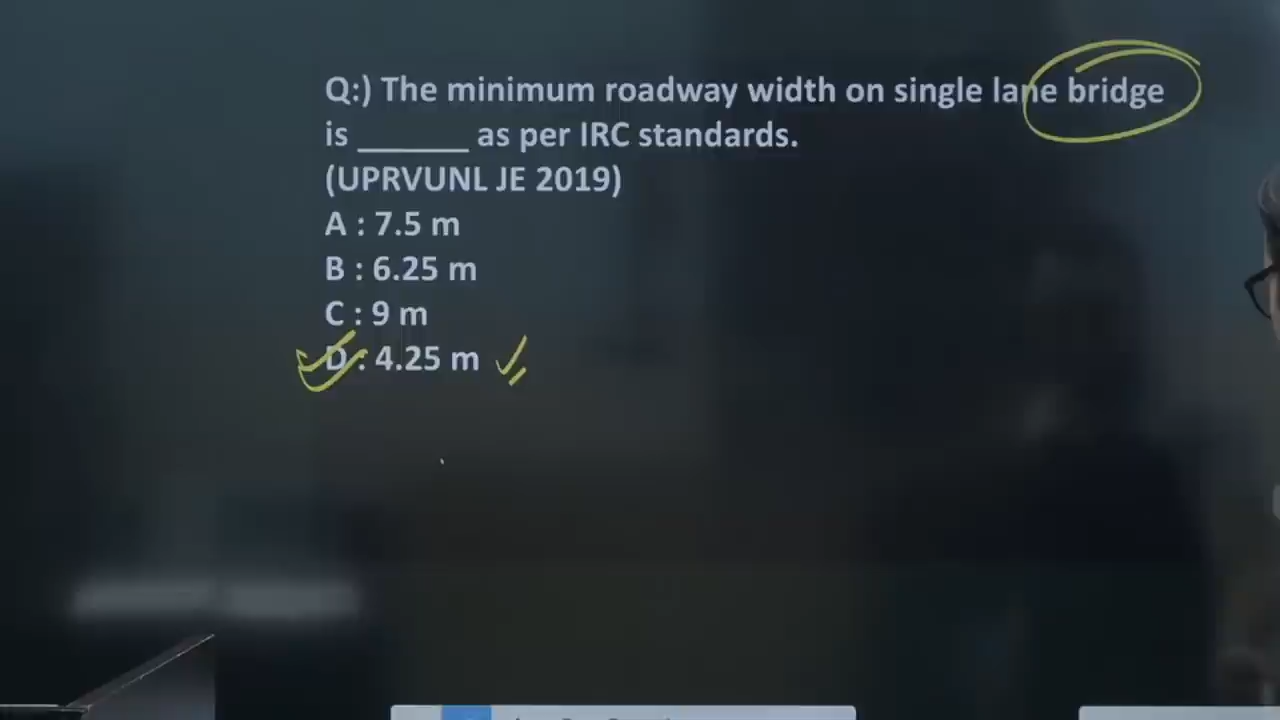 Q:) The minimum roadway width on single lane bridge
is ______ as per IRC standards.
(UPRVUNL JE 2019)
A : 7.5 m
B : 6.25 m
C : 9 m
D : 4.25 m